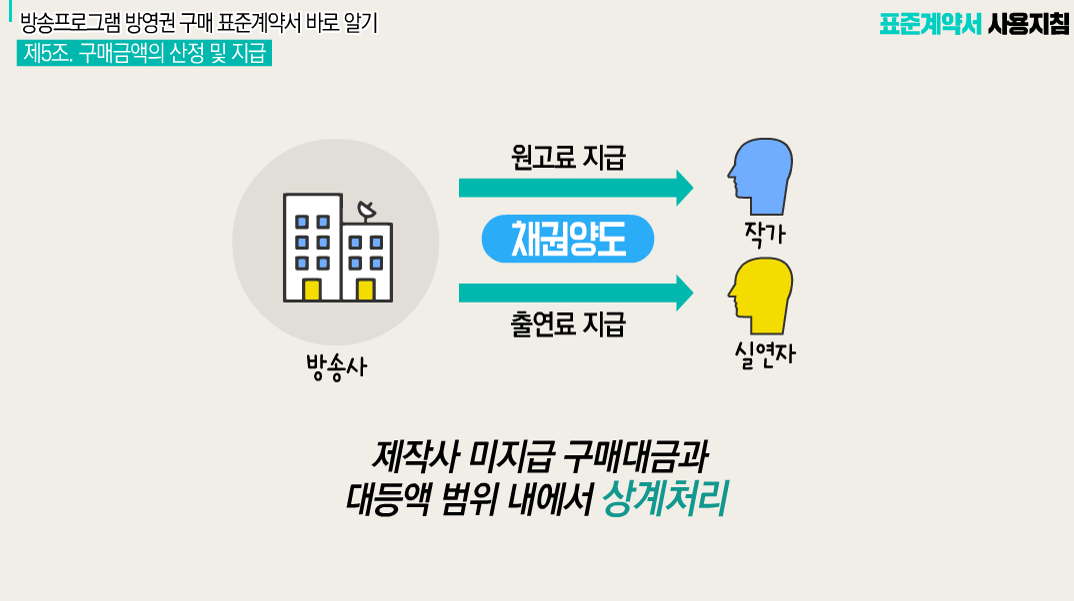 방송프로그램 방영권 구매 표준계약서 바로 알기
표준계약서 사용지침
제5조. 구매금액의 산정 및 지급
원고료 지급
작가
채권양도
출연료 지급
실연자
방송사
제작사 미지급 구매대금과
대등액 범위 내에서 상계처리